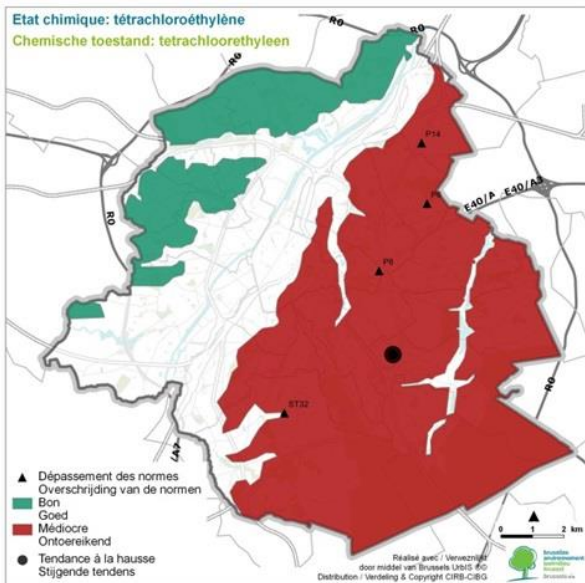 Etat chimique: tétrachloroéthylène
Chemische toestand: tetrachloorethyleen
R0
R0
R0
P14
E40/A
E40/A3
R0
P8
R0
ST32
▲ Dépassement des normes
Overschrijding van de normen
Bon
Goed
Médiocre
Ontoereikend
● Tendance à la hausse
Stijgende tendens
0 1 2 km
Réalisé avec / Verwezenlijkt
door middel van Brussels UrbIS ®©
Distribution / Verdeling & Copyright CIRB-CIBG